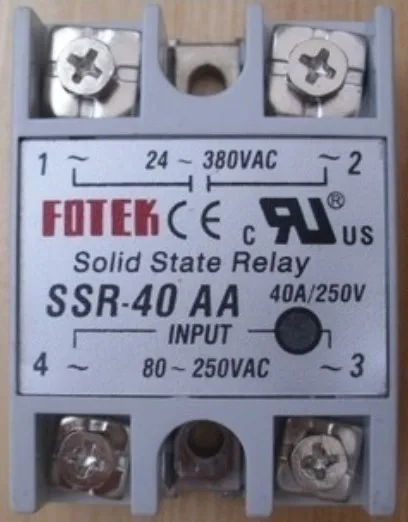 1 ~ 24 ~ 380VAC ~ 2
FOTEK CE C RU ® US
Solid State Relay
SSR-40 AA 40A/250V
INPUT
4 ~ 80 ~ 250VAC ~ 3